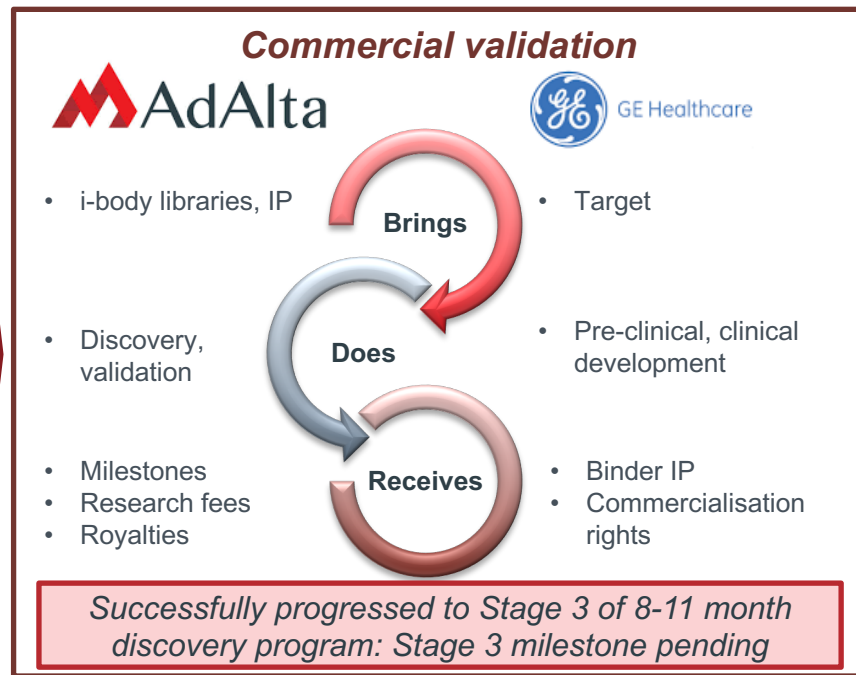 Commercial validation
AdAlta
GE
GE Healthcare
• i-body libraries, IP
Brings
• Target
• Discovery,
validation
Does
• Pre-clinical, clinical
development
• Milestones
• Research fees
• Royalties
Receives
• Binder IP
• Commercialisation
rights
Successfully progressed to Stage 3 of 8-11 month
discovery program: Stage 3 milestone pending